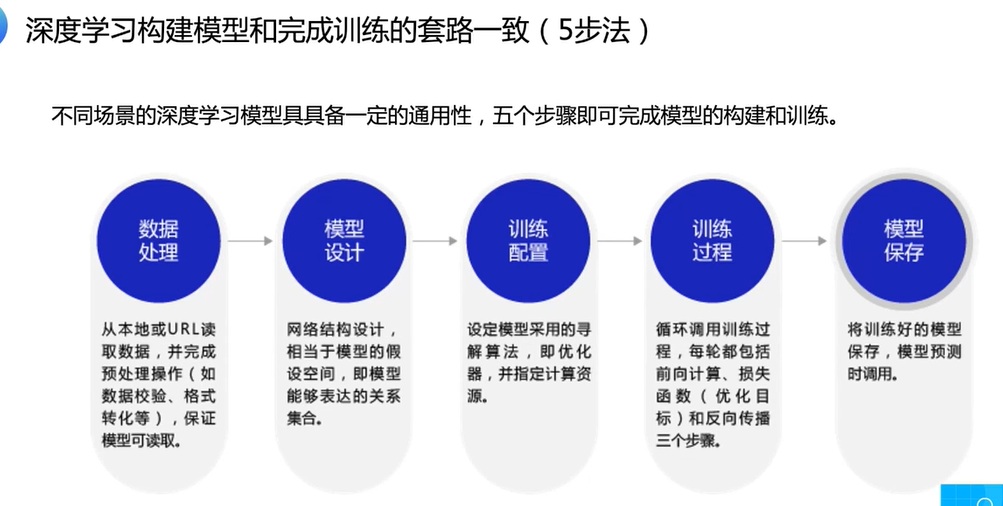 深度学习构建模型和完成训练的套路一致（5步法）
不同场景的深度学习模型具具备一定的通用性，五个步骤即可完成模型的构建和训练。
数据
处理
从本地或URL读
取数据，并完成
预处理操作（如
数据校验、格式
转化等），保证
模型可读取。
模型
设计
网络结构设计，
相当于模型的假
设空间，即模型
能够表达的关系
集合。
训练
配置
设定模型采用的寻
解算法，即优化
器，并指定计算资
源。
训练
过程
循环调用训练过
程，每轮都包括
前向计算、损失
函数（优化目
标）和反向传播
三个步骤。
模型
保存
将训练好的模型
保存，模型预测
时调用。